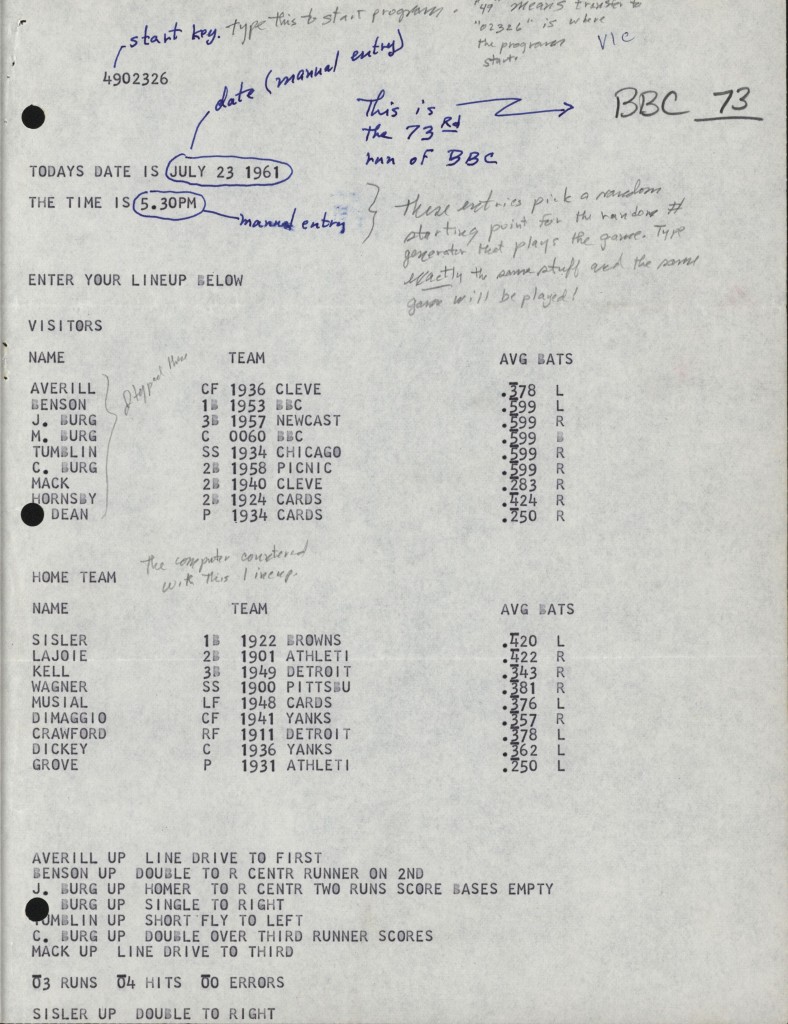 start key. type this to start program. "49" means transfer to
"02326" is where
the program
starts
VIC
4902326
date (manual entry)
This is
the 73Rd
run of BBC
BBC 73
TODAYS DATE IS JULY 23 1961
THE TIME IS 5.30PM
manual entry
These entries pick a random
starting point for the random #
generator that plays the game. Type
exactly the same stuff and the same
game will be played!
ENTER YOUR LINEUP BELOW
VISITORS
NAME TEAM AVG BATS
I typed these
AVERILL CF 1936 CLEVE .378 L
BENSON 1B 1953 BBC .599 L
J. BURG 3B 1957 NEWCAST .599 R
M. BURG C 0060 BBC .599 B
TUMBLIN SS 1934 CHICAGO .599 R
C. BURG 2B 1958 PICNIC .599 R
MACK 2B 1940 CLEVE .283 R
HORNSBY 2B 1924 CARDS .424 R
DEAN P 1934 CARDS .250 R
The computer countered
with this lineup.
HOME TEAM
NAME TEAM AVG BATS
SISLER 1B 1922 BROWNS .420 L
LAJOIE 2B 1901 ATHLETI .422 R
KELL 3B 1949 DETROIT .343 R
WAGNER SS 1900 PITTSBU .381 R
MUSIAL LF 1948 CARDS .376 L
DIMAGGIO CF 1941 YANKS .357 R
CRAWFORD RF 1911 DETROIT .378 L
DICKEY C 1936 YANKS .362 L
GROVE P 1931 ATHLETI .250 L
AVERILL UP LINE DRIVE TO FIRST
BENSON UP DOUBLE TO R CENTR RUNNER ON 2ND
J. BURG UP HOMER TO R CENTR TWO RUNS SCORE BASES EMPTY
BURG UP SINGLE TO RIGHT
TUMBLIN UP SHORT FLY TO LEFT
C. BURG UP DOUBLE OVER THIRD RUNNER SCORES
MACK UP LINE DRIVE TO THIRD
03 RUNS 04 HITS 00 ERRORS
SISLER UP DOUBLE TO RIGHT